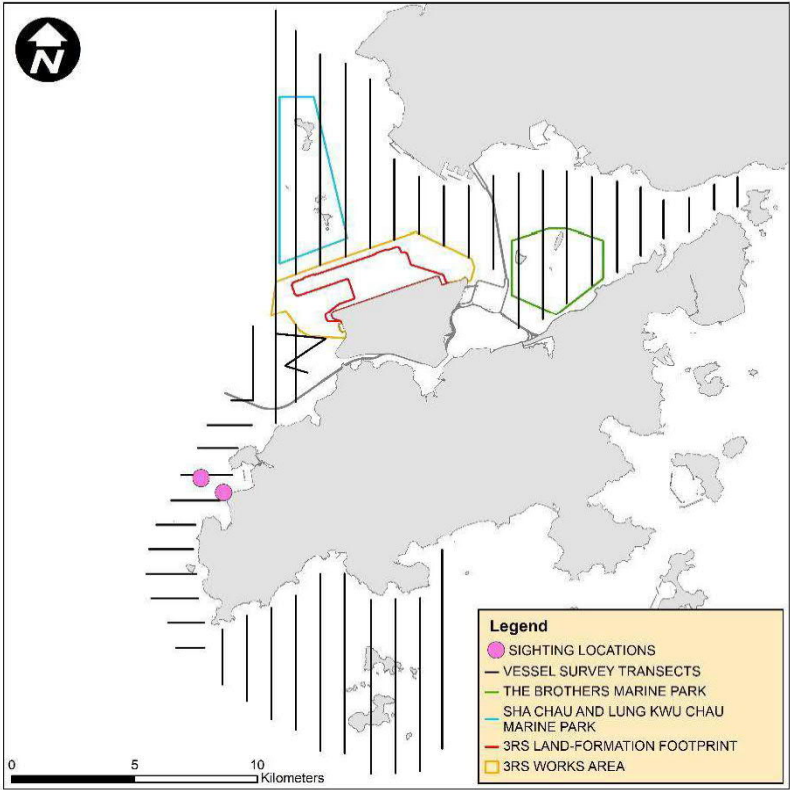 N
Legend
SIGHTING LOCATIONS
VESSEL SURVEY TRANSECTS
THE BROTHERS MARINE PARK
SHA CHAU AND LUNG KWU CHAU
MARINE PARK
3RS LAND-FORMATION FOOTPRINT
3RS WORKS AREA
0 5 10
Kilometers